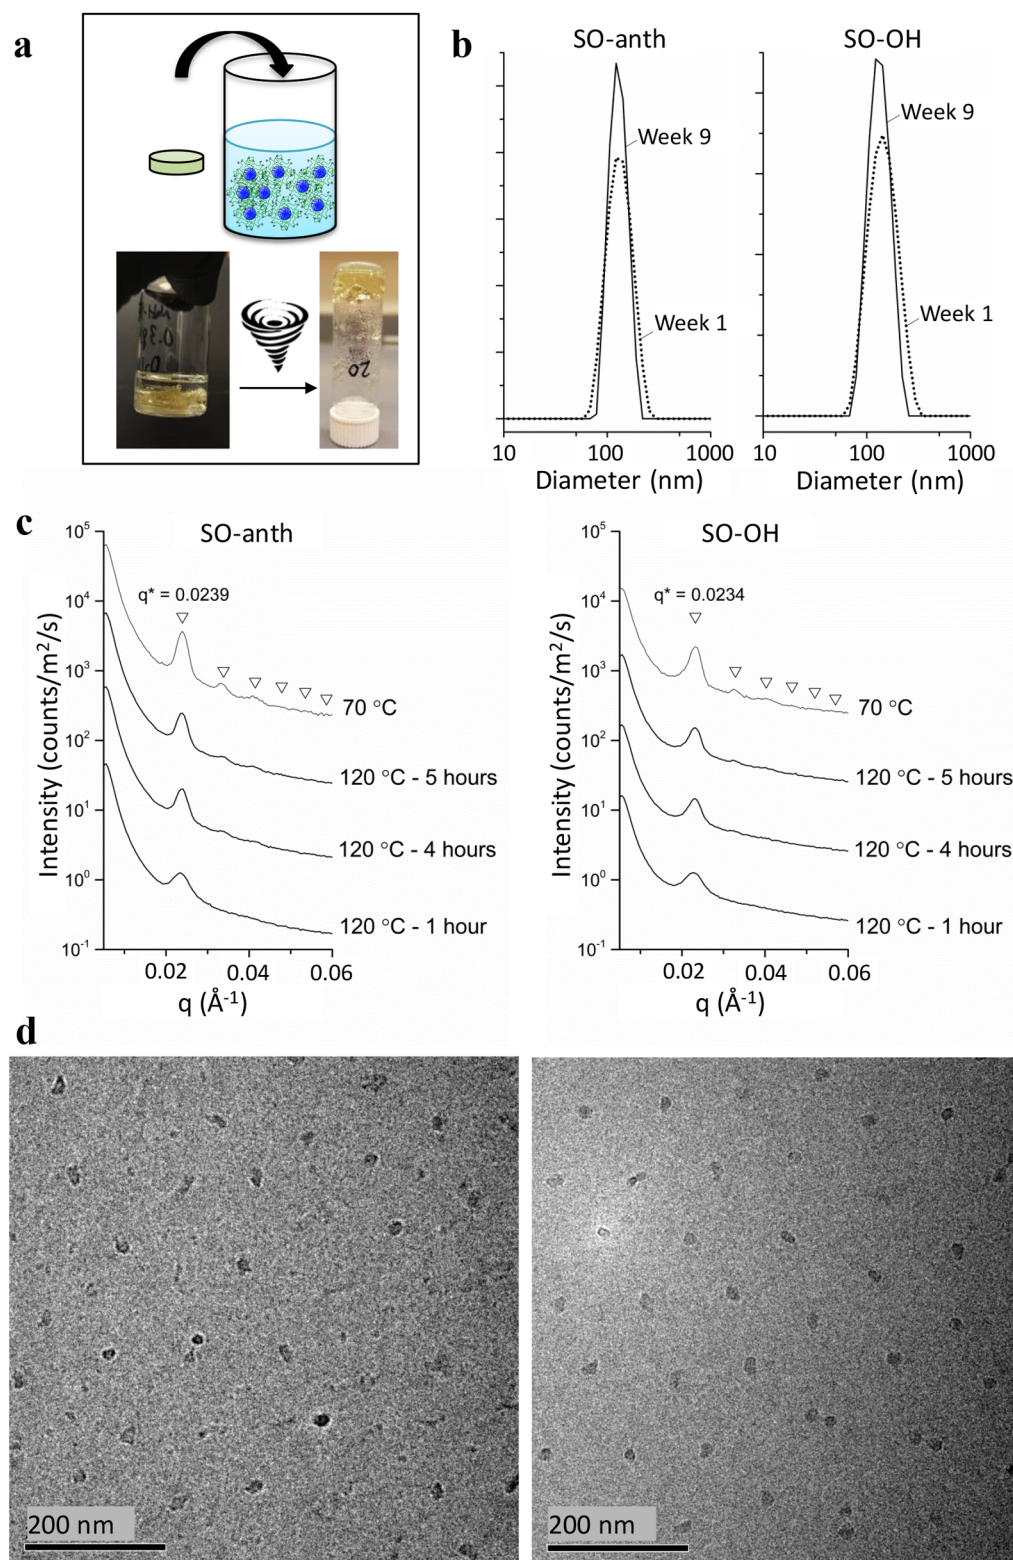 a
b
SO-anth
SO-OH
Week 9
Week 1
Week 9
Week 1
10
100
1000
Diameter (nm)
10
100
1000
Diameter (nm)
20
c
SO-anth
Intensity (counts/m²/s)
10⁵
10⁴
10³
10²
10¹
10⁰
10⁻¹
q* = 0.0239
70 °C
120 °C - 5 hours
120 °C - 4 hours
120 °C - 1 hour
0.02
0.04
0.06
q (Å⁻¹)
SO-OH
Intensity (counts/m²/s)
10⁵
10⁴
10³
10²
10¹
10⁰
10⁻¹
q* = 0.0234
70 °C
120 °C - 5 hours
120 °C - 4 hours
120 °C - 1 hour
0.02
0.04
0.06
q (Å⁻¹)
d
200 nm
200 nm